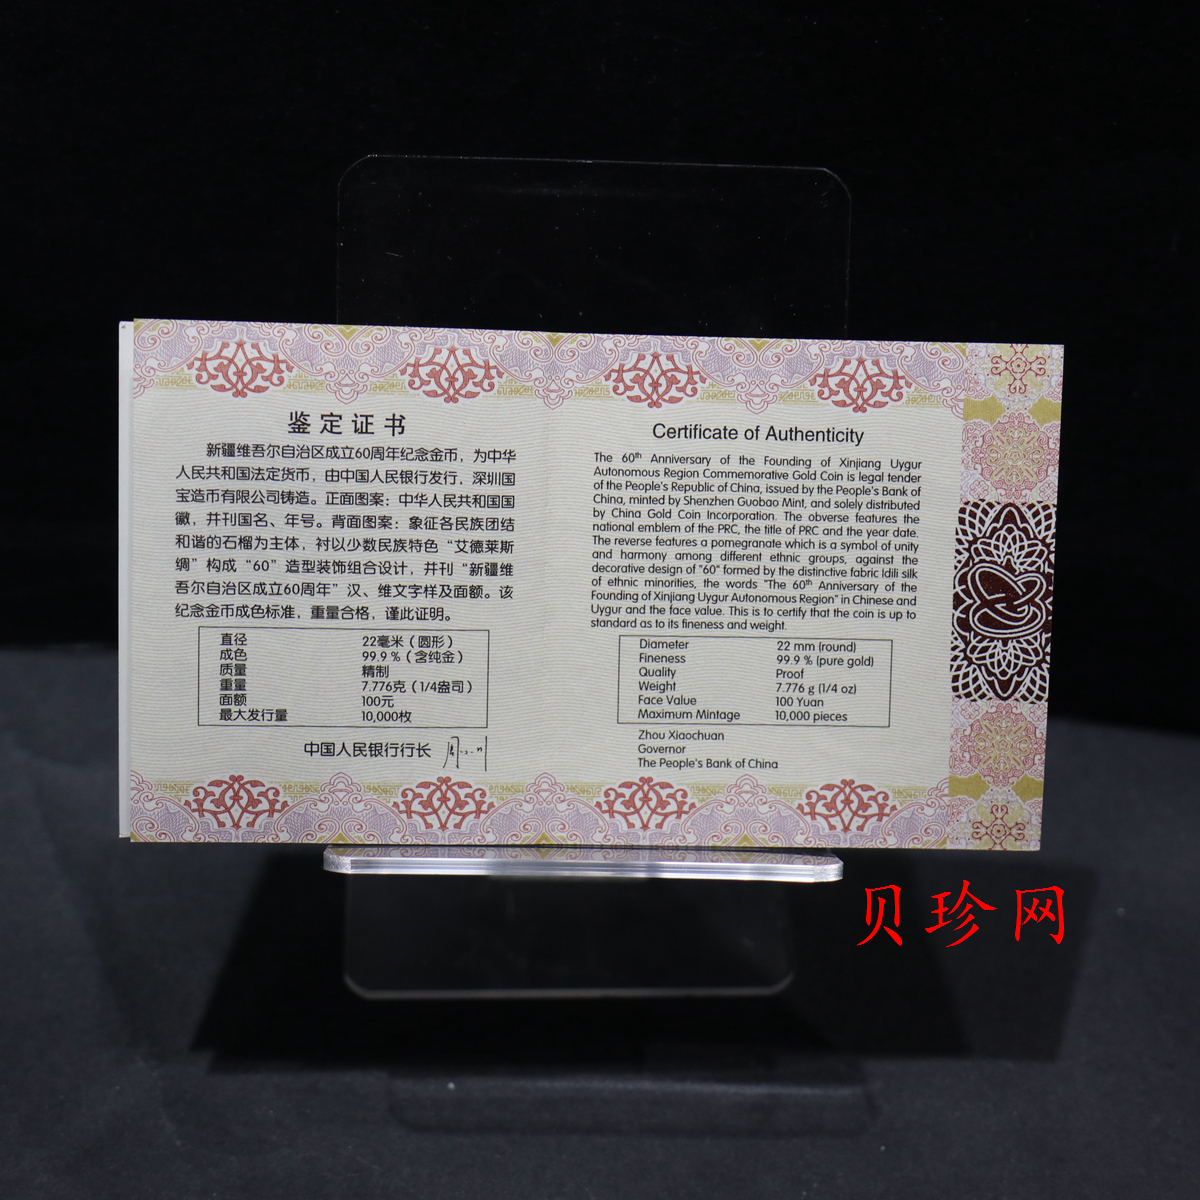 鉴定证书
新疆维吾尔自治区成立60周年纪念金币，为中华
人民共和国法定货币，由中国人民银行发行，深圳国
宝造币有限公司铸造。正面图案：中华人民共和国国
徽，并刊国名、年号。背面图案：象征各民族团结
和谐的石榴为主体，衬以少数民族特色“艾德莱斯
绸”构成“60”造型装饰组合设计，并刊“新疆维
吾尔自治区成立60周年”汉、维文字样及面额。该
纪念金币成色标准，重量合格，谨此证明。
直径 22毫米（圆形）
成色 99.9％（含纯金）
质量 精制
重量 7.776克（1/4盎司）
面额 100元
最大发行量 10,000枚
中国人民银行行长
Certificate of Authenticity
The 60th Anniversary of the Founding of Xinjiang Uygur
Autonomous Region Commemorative Gold Coin is legal tender
of the People's Republic of China, issued by the People's Bank of
China, minted by Shenzhen Guobao Mint, and solely distributed
by China Gold Coin Incorporation. The obverse features the
national emblem of the PRC, the title of PRC and the year date.
The reverse features a pomegranate which is a symbol of unity
and harmony among different ethnic groups, against the
decorative design of "60" formed by the distinctive fabric Idili silk
of ethnic minorities, the words "The 60th Anniversary of the
Founding of Xinjiang Uygur Autonomous Region" in Chinese and
Uygur and the face value. This is to certify that the coin is up to
standard as to its fineness and weight.
Diameter 22 mm (round)
Fineness 99.9 % (pure gold)
Quality Proof
Weight 7.776 g (1/4 oz)
Face Value 100 Yuan
Maximum Mintage 10,000 pieces
Zhou Xiaochuan
Governor
The People's Bank of China
贝珍网